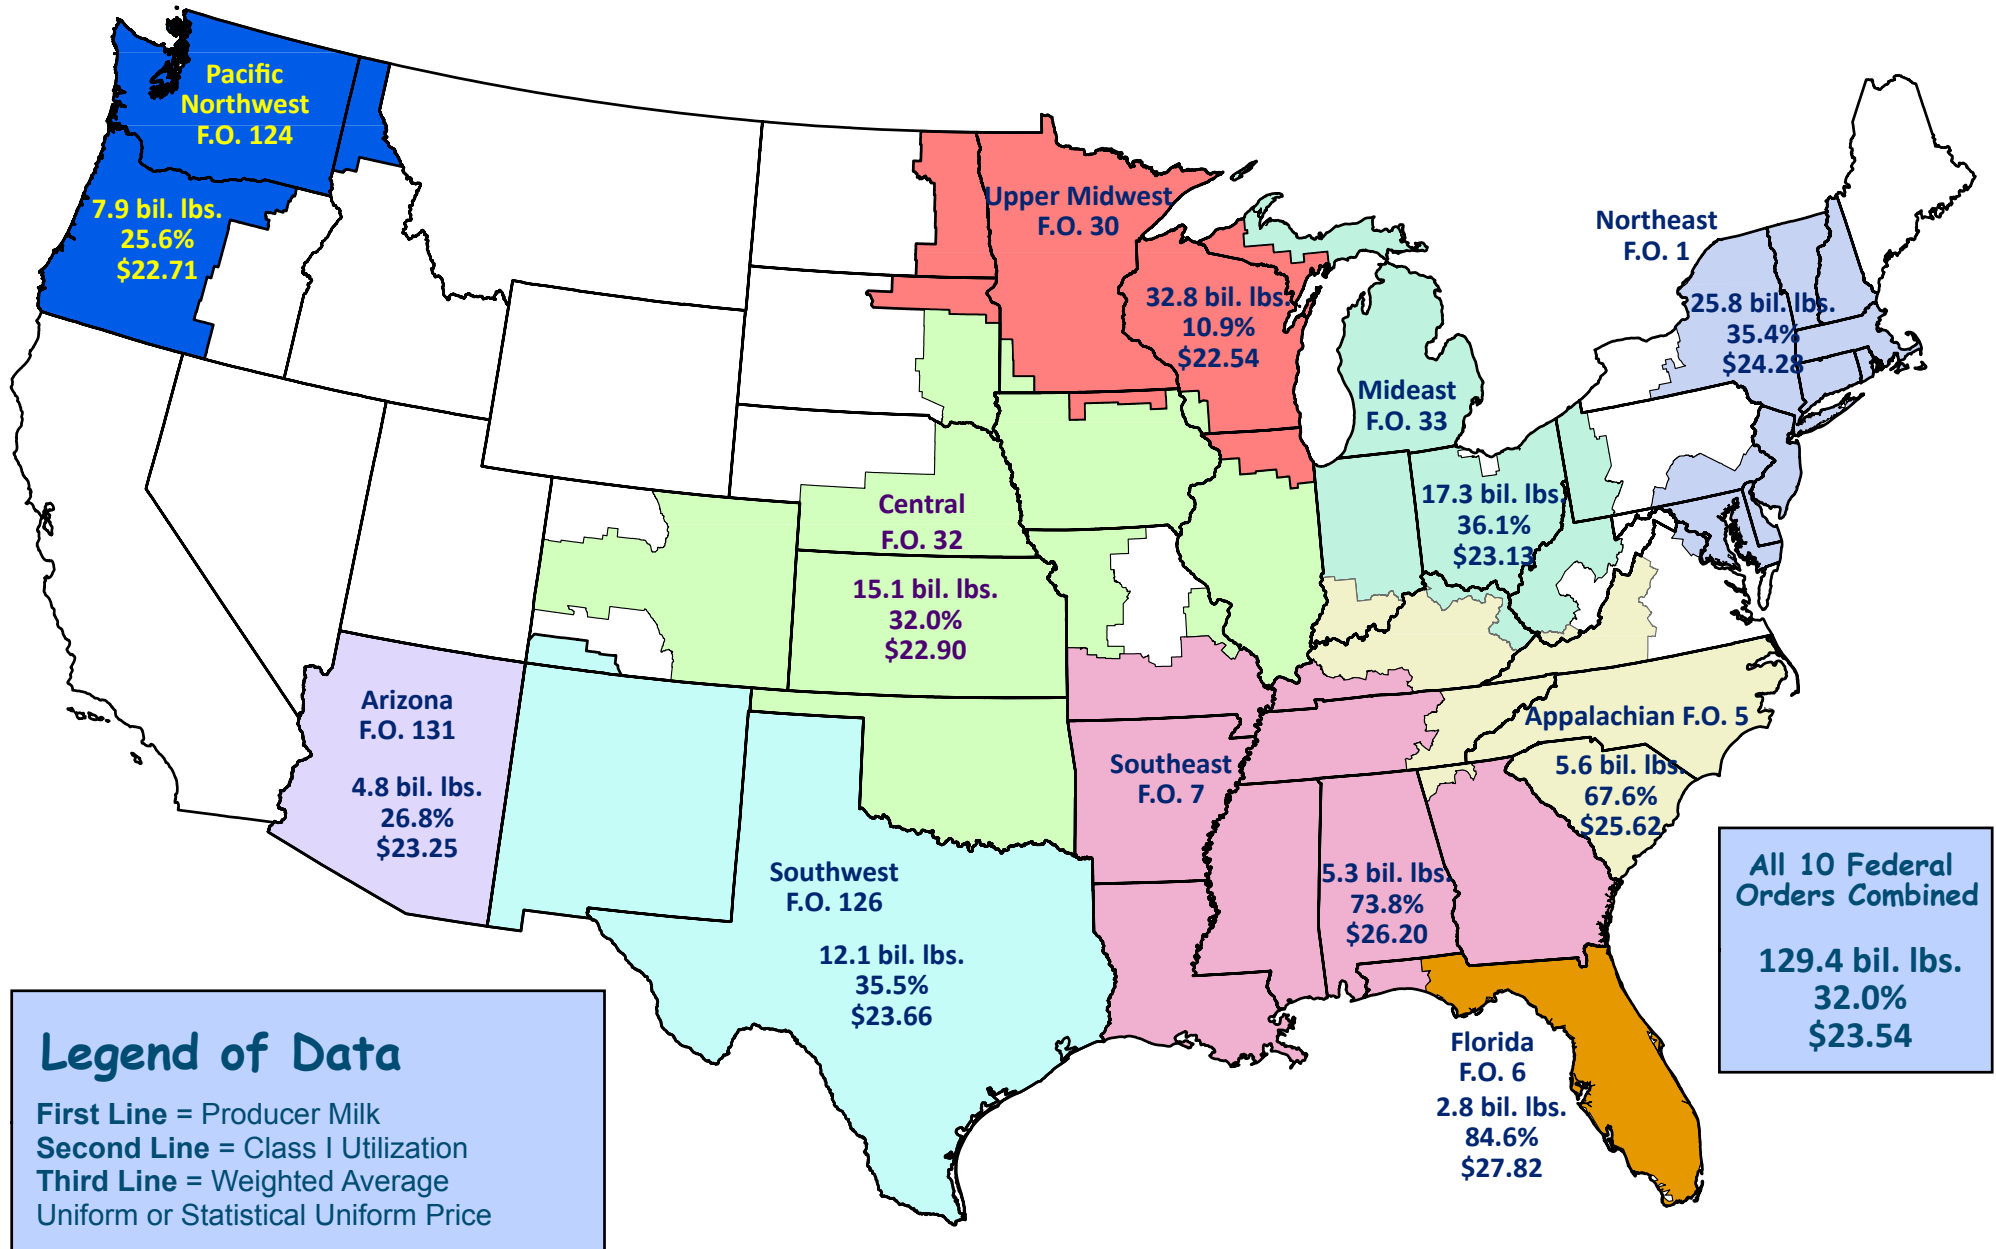 Pacific
Northwest
F.O. 124
7.9 bil. lbs.
25.6%
$22.71
Upper Midwest
F.O. 30
32.8 bil. lbs.
10.9%
$22.54
Northeast
F.O. 1
25.8 bil. lbs.
35.4%
$24.28
Mideast
F.O. 33
17.3 bil. lbs.
36.1%
$23.13
Central
F.O. 32
15.1 bil. lbs.
32.0%
$22.90
Arizona
F.O. 131
4.8 bil. lbs.
26.8%
$23.25
Southwest
F.O. 126
12.1 bil. lbs.
35.5%
$23.66
Southeast
F.O. 7
5.3 bil. lbs.
73.8%
$26.20
Appalachian F.O. 5
5.6 bil. lbs.
67.6%
$25.62
Florida
F.O. 6
2.8 bil. lbs.
84.6%
$27.82
All 10 Federal
Orders Combined
129.4 bil. lbs.
32.0%
$23.54
Legend of Data
First Line = Producer Milk
Second Line = Class I Utilization
Third Line = Weighted Average
Uniform or Statistical Uniform Price